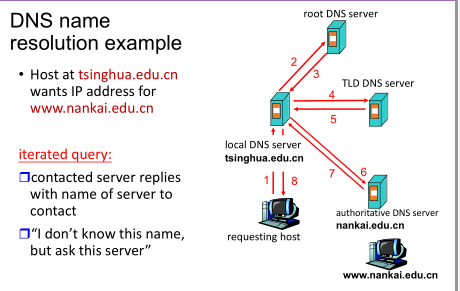 DNS name
resolution example
• Host at tsinghua.edu.cn
wants IP address for
www.nankai.edu.cn
iterated query:
❒contacted server replies
with name of server to
contact
❒“I don’t know this name,
but ask this server”
root DNS server
2
3
TLD DNS server
4
5
local DNS server
tsinghua.edu.cn
1
8
7
6
requesting host
authoritative DNS server
nankai.edu.cn
www.nankai.edu.cn